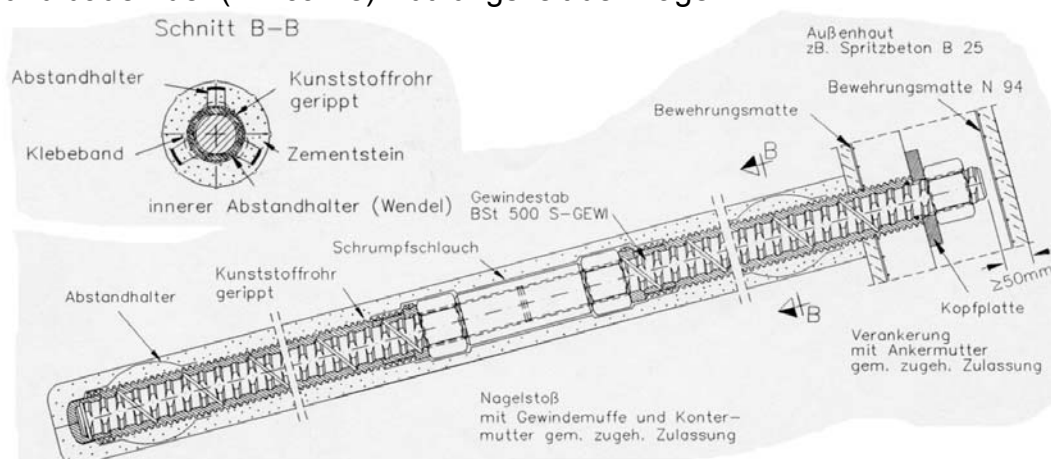 Schnitt B–B
Abstandhalter
Kunststoffrohr
gerippt
Klebeband
Zementstein
innerer Abstandhalter (Wendel)
Außenhaut
zB. Spritzbeton B 25
Bewehrungsmatte N 94
Bewehrungsmatte
B
Gewindestab
BSt 500 S-GEWI
Schrumpfschlauch
Kunststoffrohr
gerippt
Abstandhalter
≥50mm
B
Kopfplatte
Verankerung
mit Ankermutter
gem. zugeh. Zulassung
Nagelstoß
mit Gewindemuffe und Konter-
mutter gem. zugeh. Zulassung